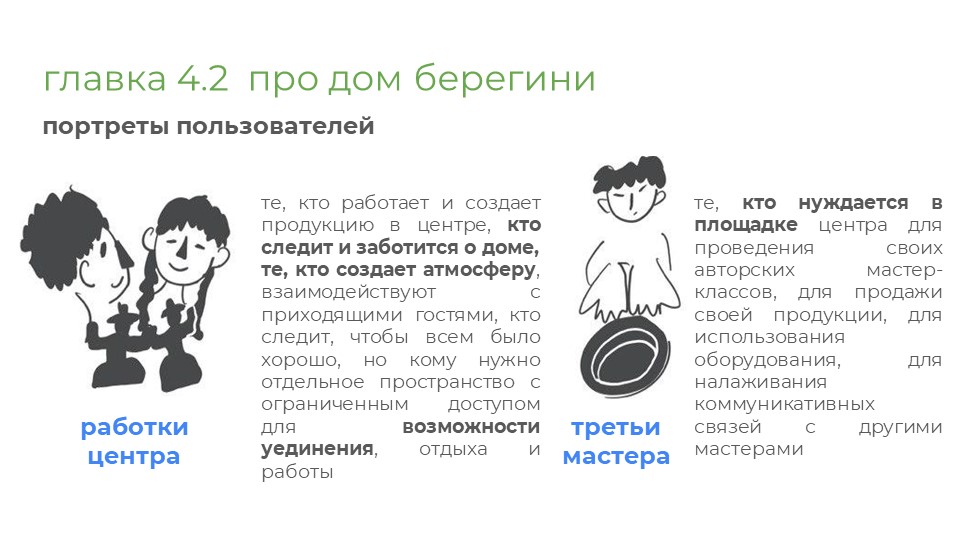 главка 4.2 про дом берегини
портреты пользователей
те, кто работает и создает
продукцию в центре, кто
следит и заботится о доме,
те, кто создает атмосферу,
взаимодействуют с
приходящими гостями, кто
следит, чтобы всем было
хорошо, но кому нужно
отдельное пространство с
ограниченным доступом
для возможности
уединения, отдыха и
работы
работки
центра
те, кто нуждается в
площадке центра для
проведения своих
авторских мастер-
классов, для продажи
своей продукции, для
использования
оборудования, для
налаживания
коммуникативных
связей с другими
мастерами
третьи
мастера